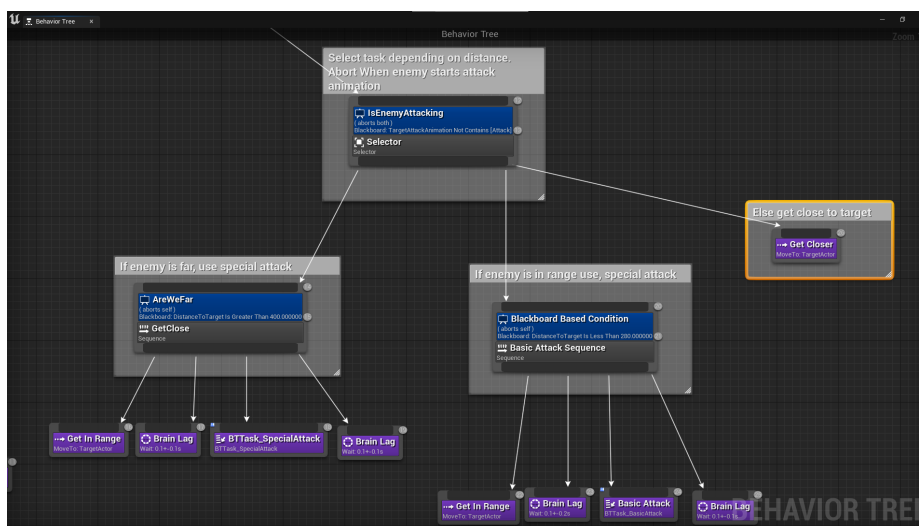 Behavior Tree
Behavior Tree
Zoom
Select task depending on distance.
Abort When enemy starts attack
animation
IsEnemyAttacking
( aborts both )
Blackboard: TargetAttackAnimation Not Contains [Attack]
Selector
Selector
Else get close to target
Get Closer
MoveTo: TargetActor
If enemy is far, use special attack
AreWeFar
( aborts self )
Blackboard: DistanceToTarget Is Greater Than 400.000000
GetClose
Sequence
If enemy is in range use, special attack
Blackboard Based Condition
( aborts self )
Blackboard: DistanceToTarget Is Less Than 280.000000
Basic Attack Sequence
Sequence
Get In Range
MoveTo: TargetActor
Brain Lag
Wait: 0.1+-0.1s
BTTask_SpecialAttack
BTTask_SpecialAttack
Brain Lag
Wait: 0.1+-0.1s
Get In Range
MoveTo: TargetActor
Brain Lag
Wait: 0.1+-0.2s
Basic Attack
BTTask_BasicAttack
Brain Lag
Wait: 0.1+-0.1s
BEHAVIOR TREE